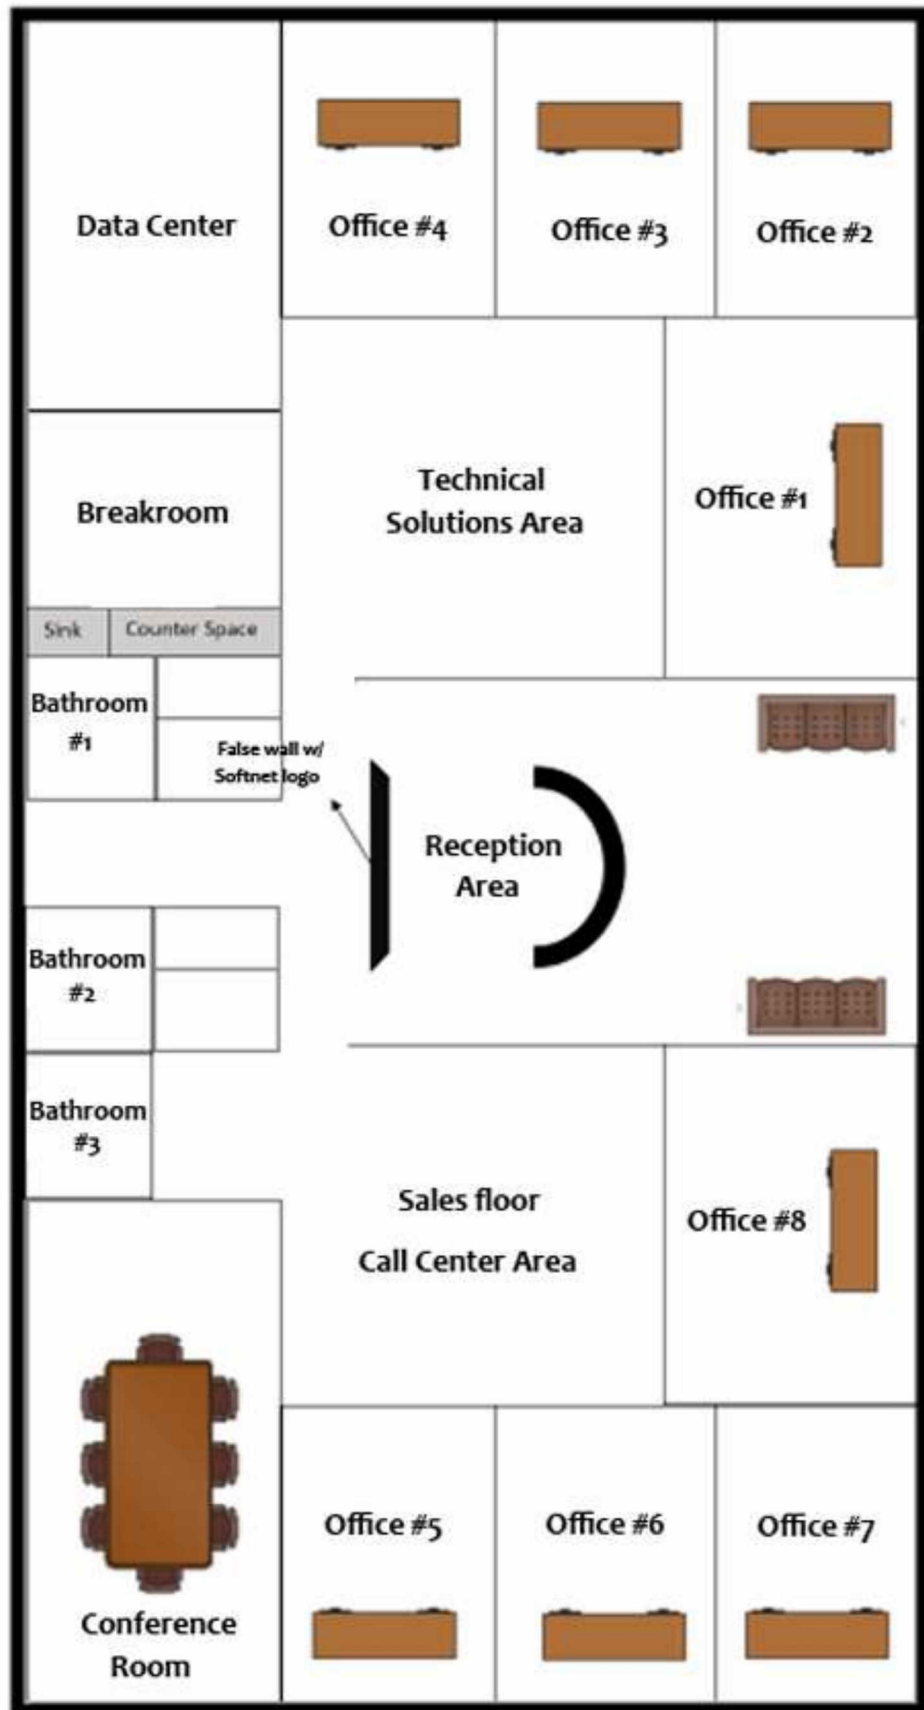 Data Center
Office #4
Office #3
Office #2
Breakroom
Technical
Solutions Area
Office #1
Sink
Counter Space
Bathroom
#1
False wall w/
Softnet logo
Reception
Area
Bathroom
#2
Bathroom
#3
Sales floor
Call Center Area
Office #8
Office #5
Office #6
Office #7
Conference
Room